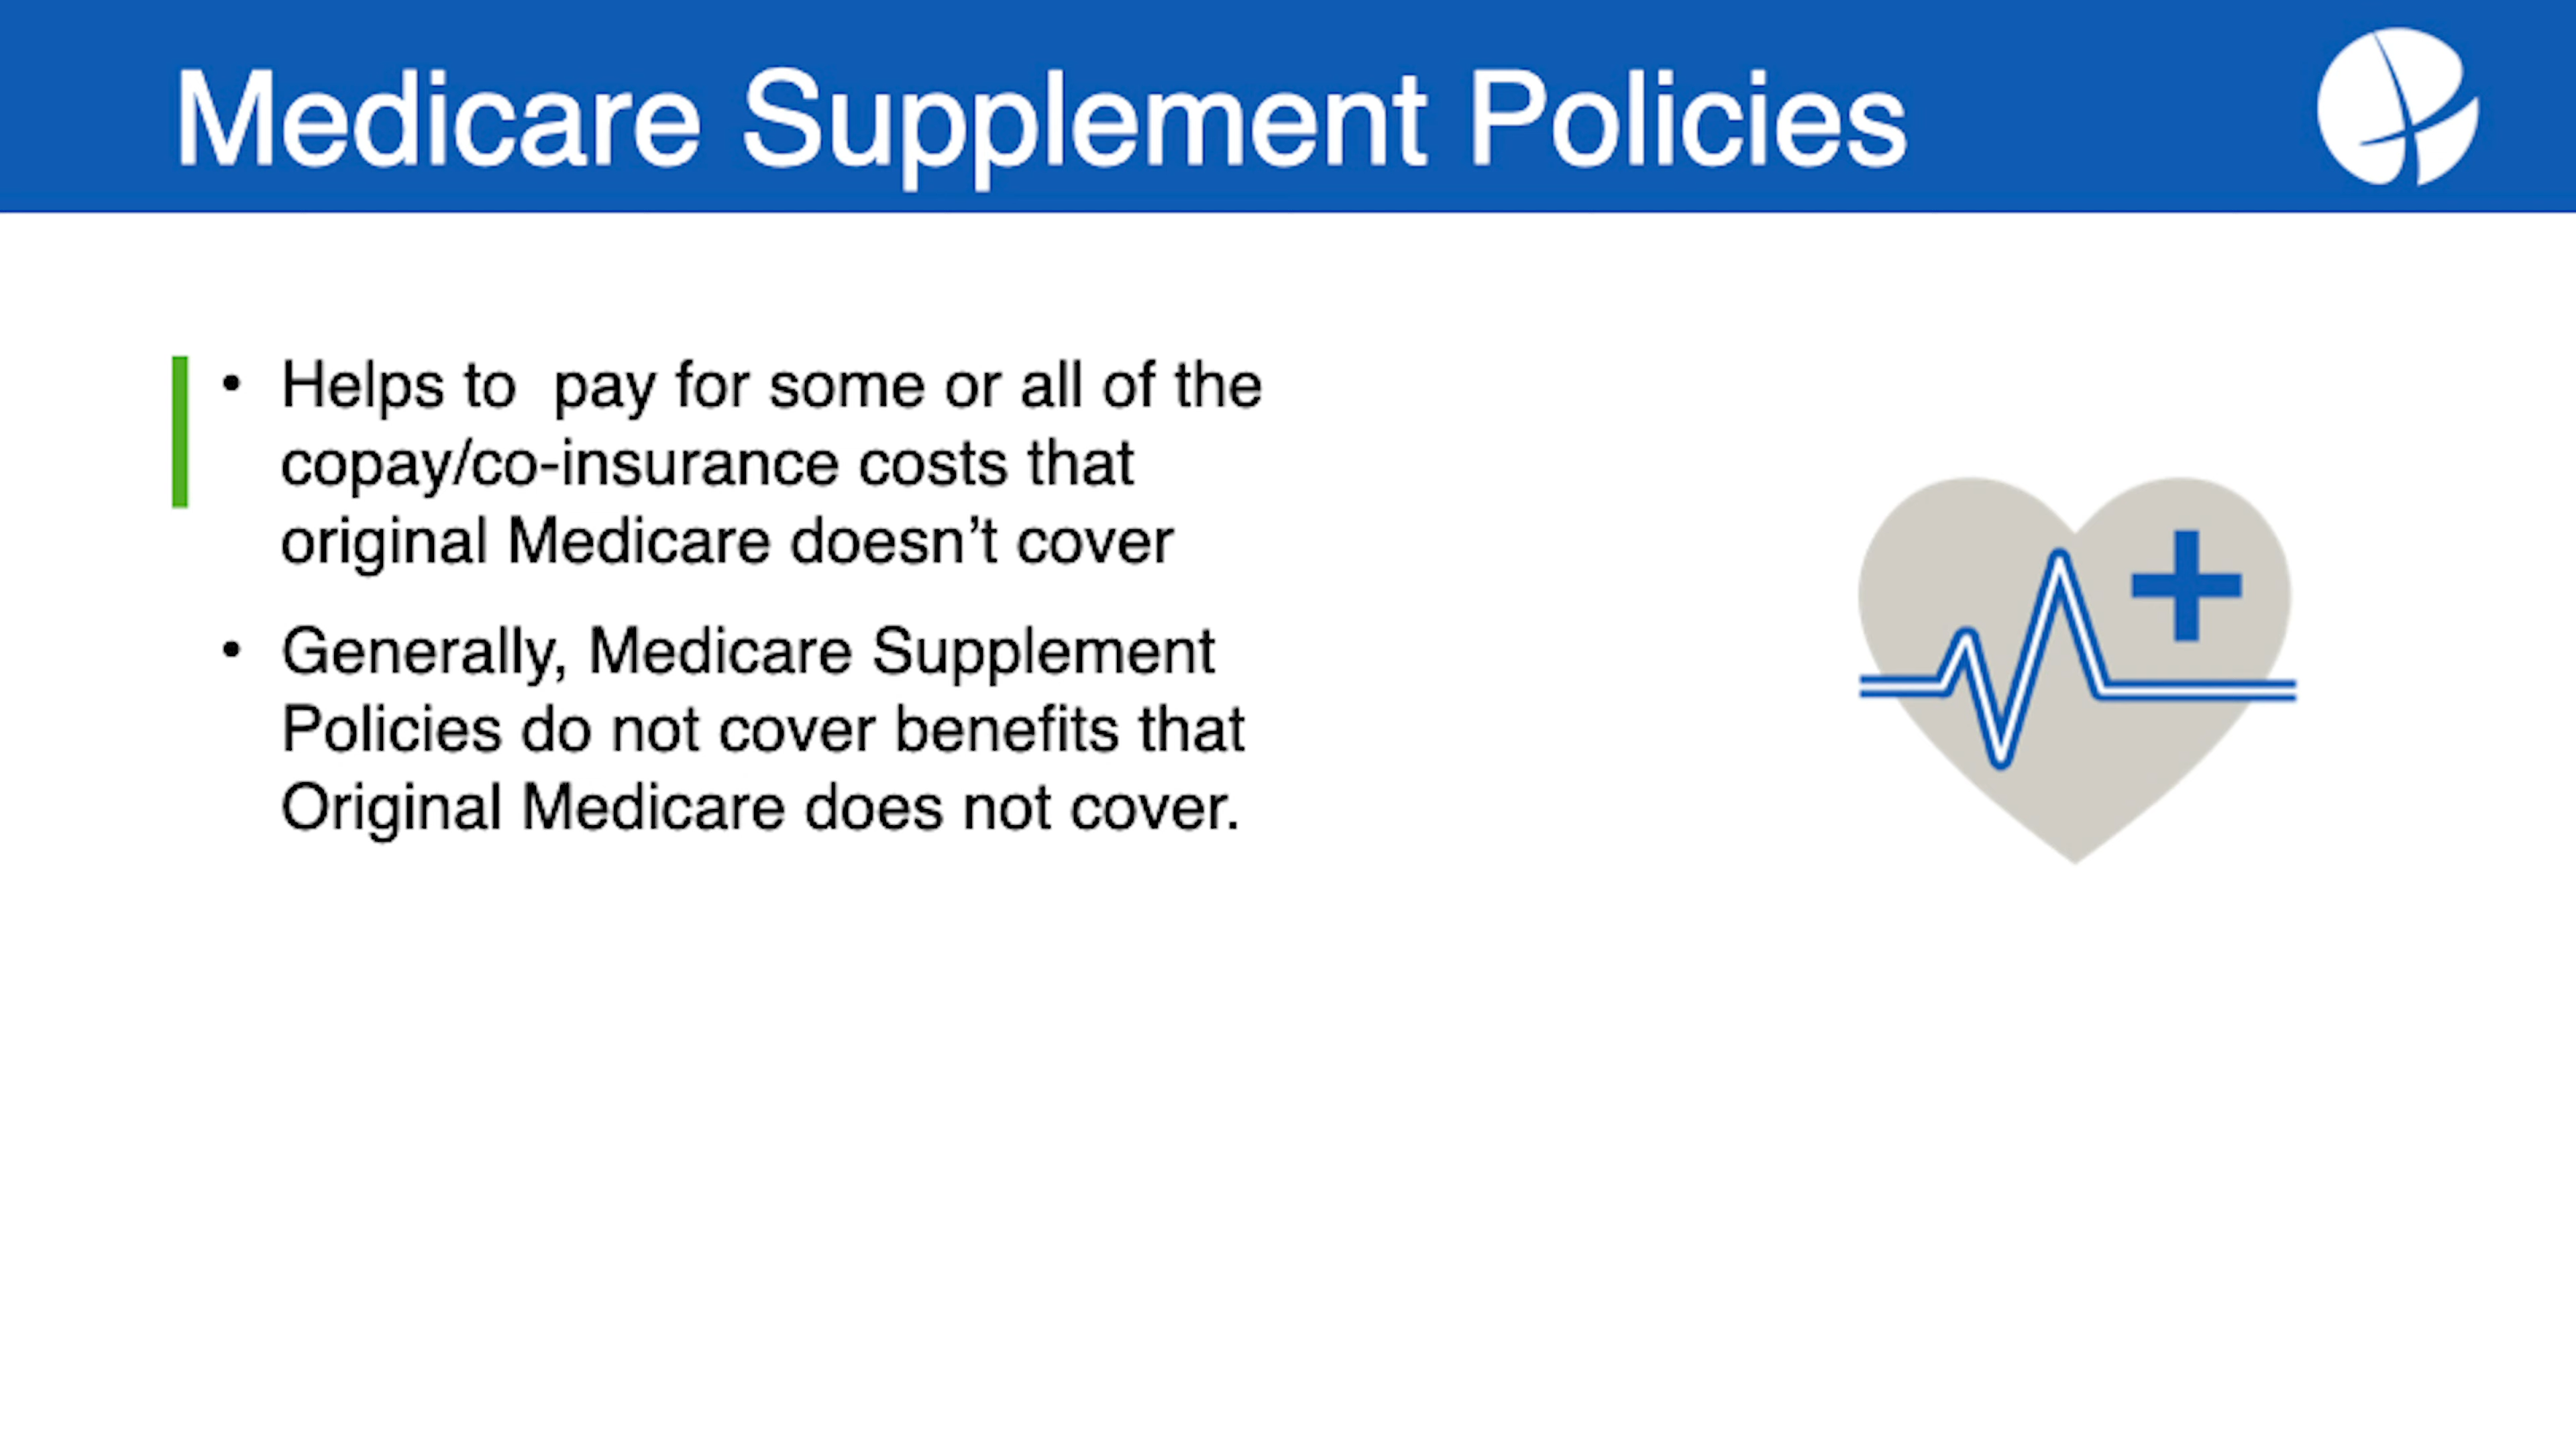 Medicare Supplement Policies
• Helps to  pay for some or all of the
copay/co-insurance costs that
original Medicare doesn’t cover
• Generally, Medicare Supplement
Policies do not cover benefits that
Original Medicare does not cover.